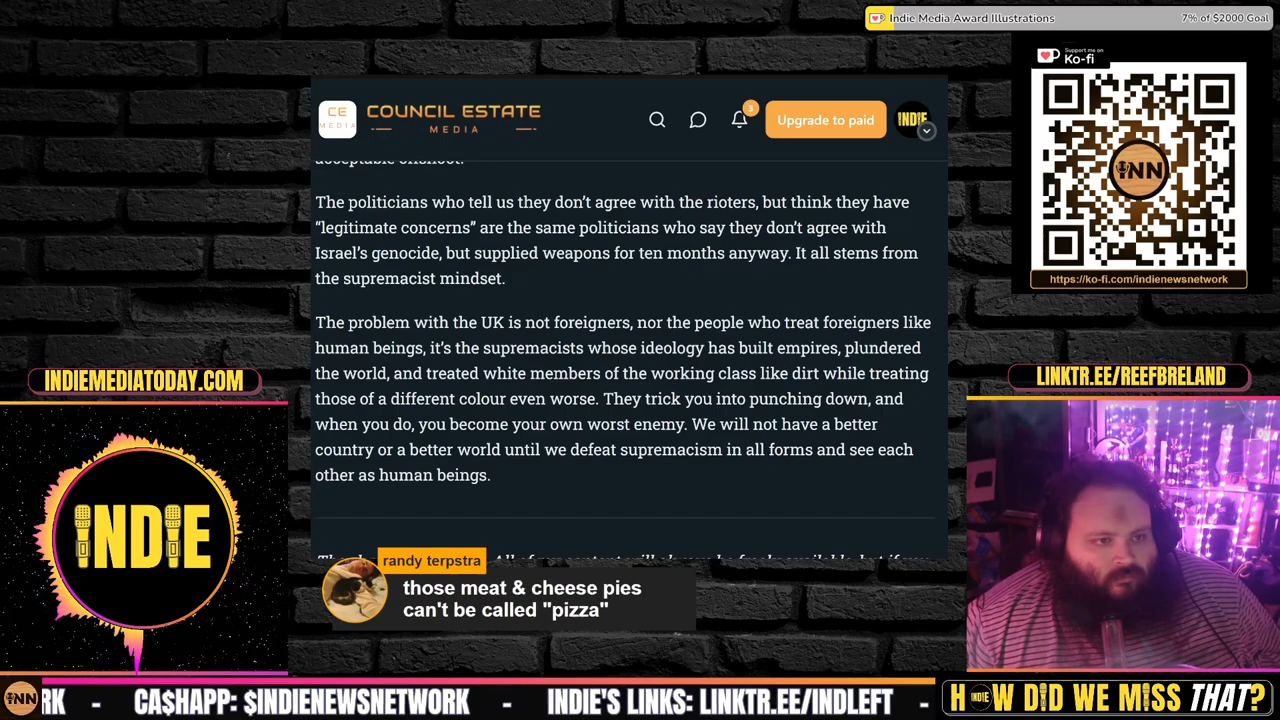 Indie Media Award Illustrations
7% of $2000 Goal
Support me on
Ko-fi
CE
MEDIA
COUNCIL ESTATE
MEDIA
3
Upgrade to paid
INDIE
iNN
https://ko-fi.com/indienewsnetwork
acceptable onshoot.
The politicians who tell us they don’t agree with the rioters, but think they have
“legitimate concerns” are the same politicians who say they don’t agree with
Israel’s genocide, but supplied weapons for ten months anyway. It all stems from
the supremacist mindset.
The problem with the UK is not foreigners, nor the people who treat foreigners like
human beings, it’s the supremacists whose ideology has built empires, plundered
the world, and treated white members of the working class like dirt while treating
those of a different colour even worse. They trick you into punching down, and
when you do, you become your own worst enemy. We will not have a better
country or a better world until we defeat supremacism in all forms and see each
other as human beings.
INDIEMEDIATODAY.COM
LINKTR.EE/REEFBRELAND
INDIE
randy terpstra
those meat & cheese pies
can't be called "pizza"
iNN
RK - CA$HAPP: $INDIENEWSNETWORK - INDIE'S LINKS: LINKTR.EE/INDLEFT -
HOW DID WE MISS THAT?